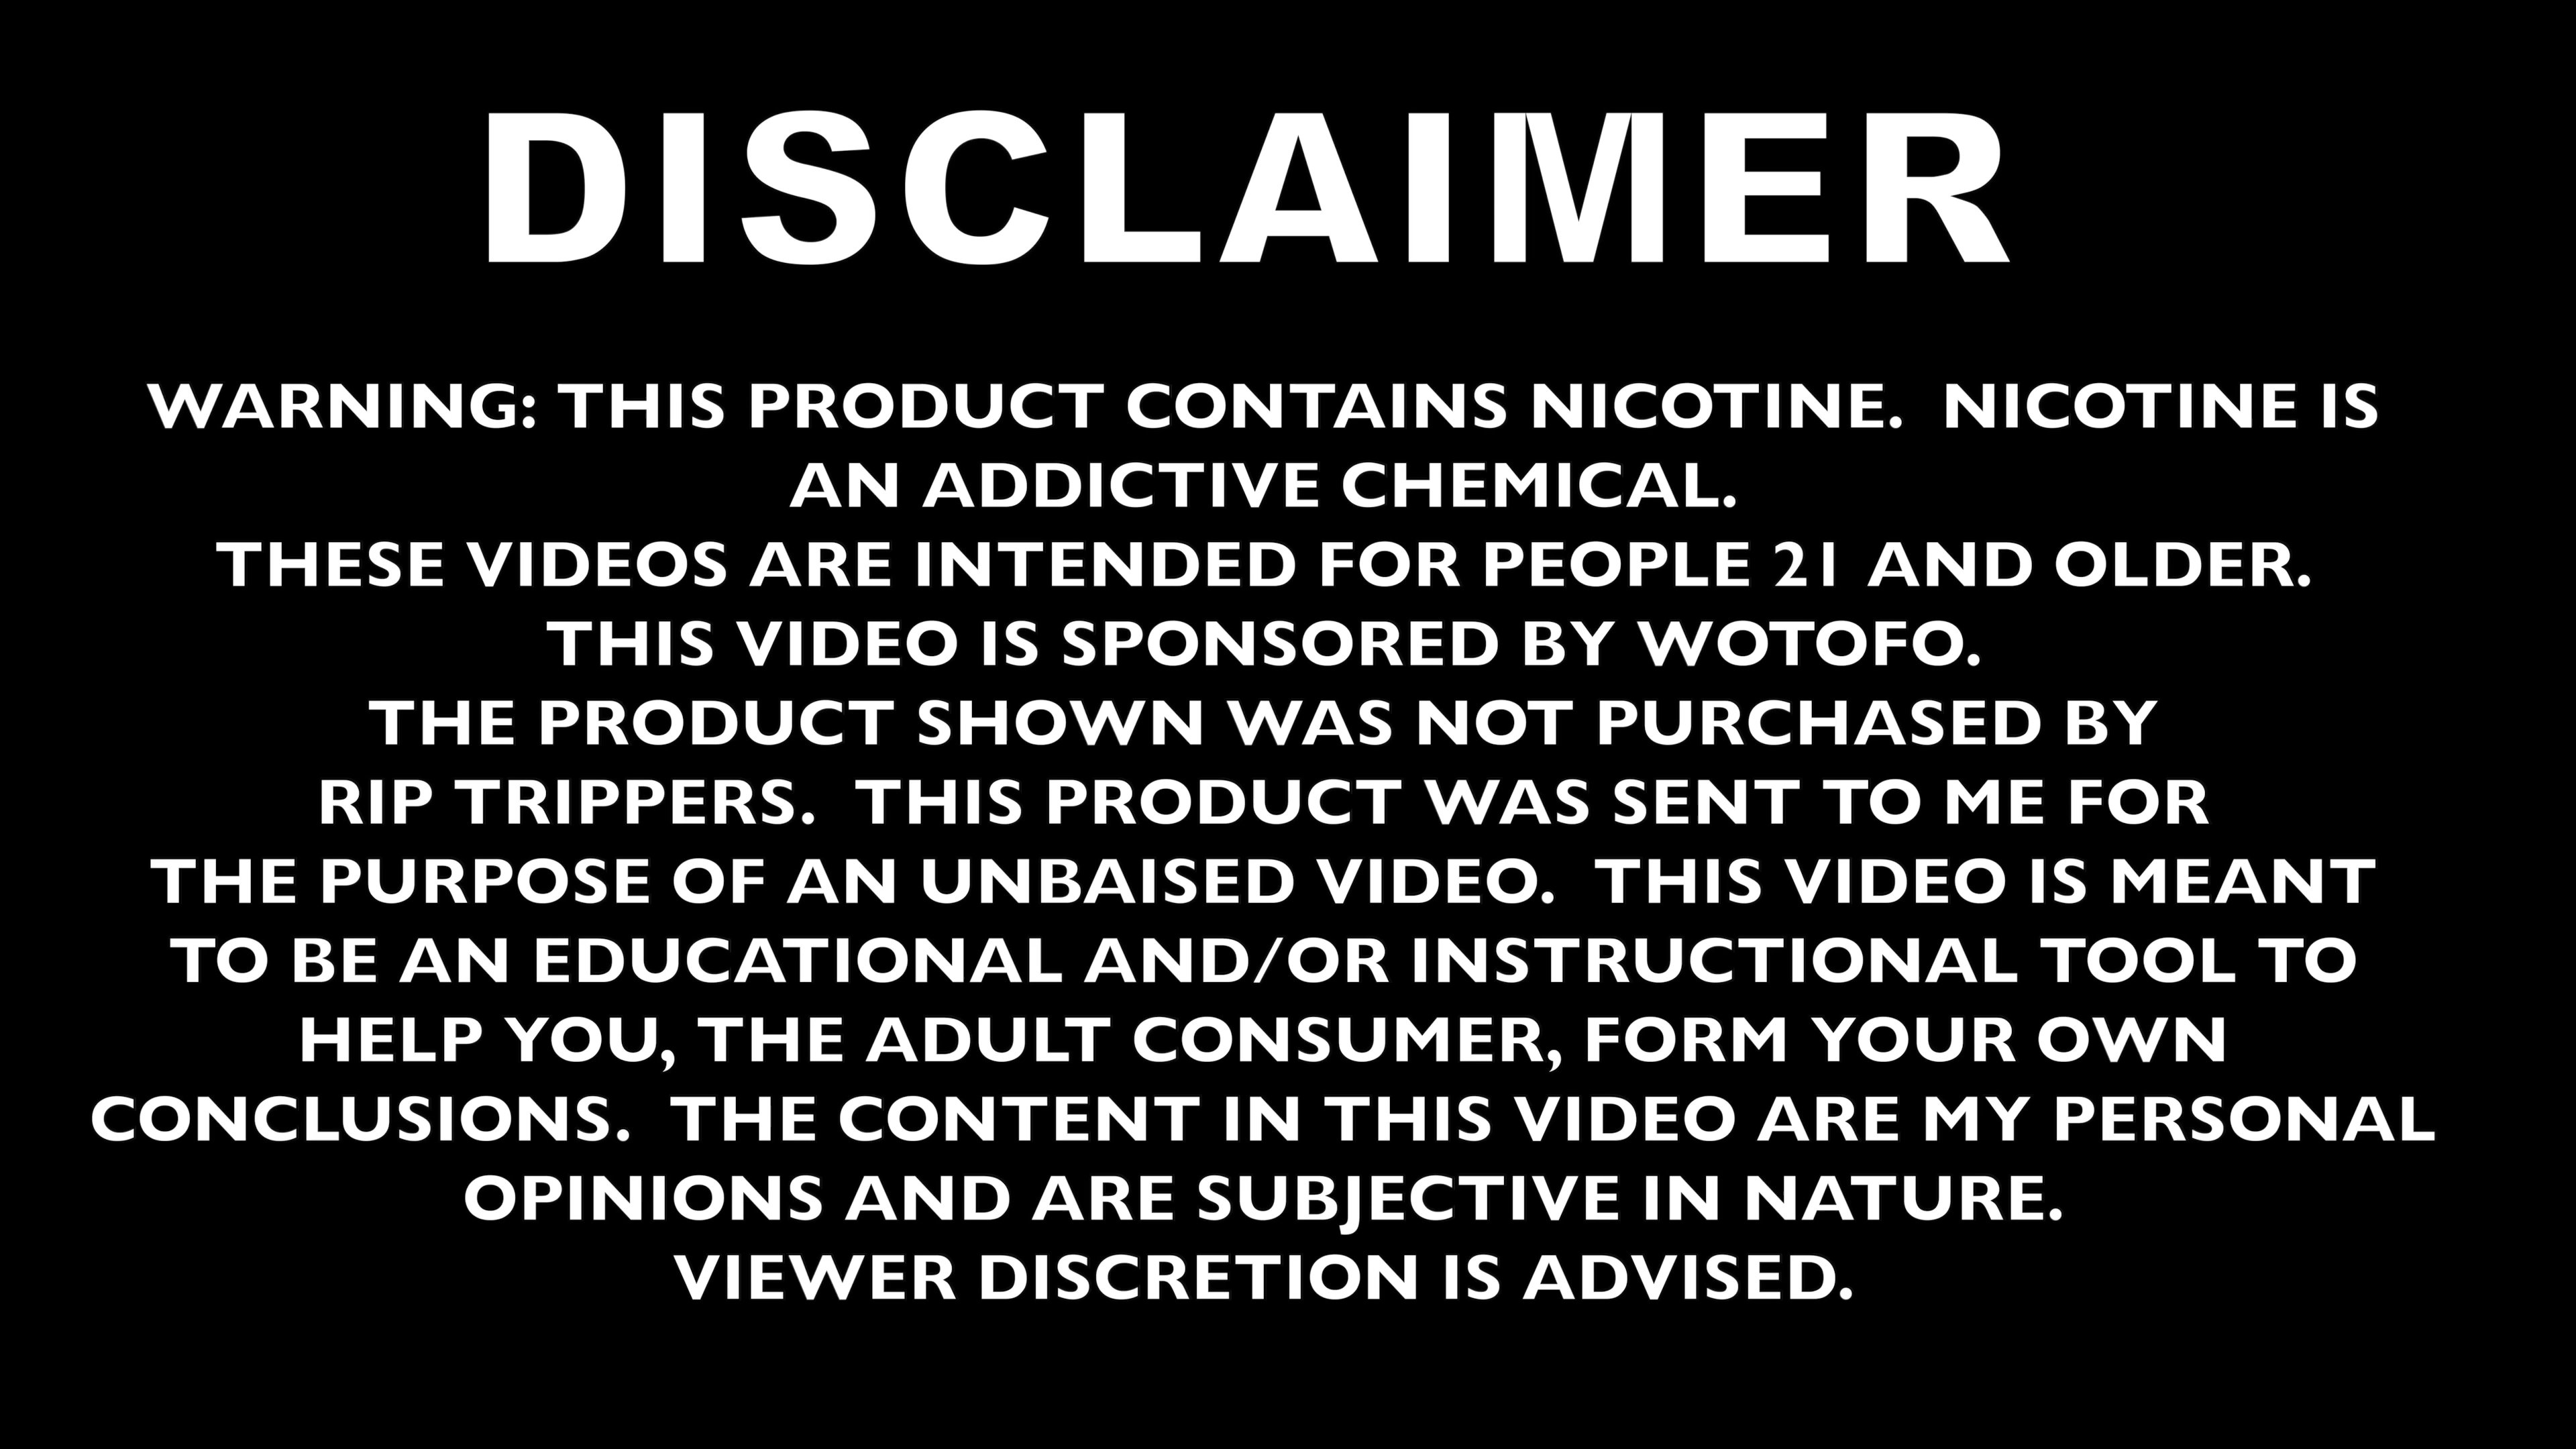 DISCLAIMER
WARNING: THIS PRODUCT CONTAINS NICOTINE.  NICOTINE IS
AN ADDICTIVE CHEMICAL.
THESE VIDEOS ARE INTENDED FOR PEOPLE 21 AND OLDER.
THIS VIDEO IS SPONSORED BY WOTOFO.
THE PRODUCT SHOWN WAS NOT PURCHASED BY
RIP TRIPPERS.  THIS PRODUCT WAS SENT TO ME FOR
THE PURPOSE OF AN UNBAISED VIDEO.  THIS VIDEO IS MEANT
TO BE AN EDUCATIONAL AND/OR INSTRUCTIONAL TOOL TO
HELP YOU, THE ADULT CONSUMER, FORM YOUR OWN
CONCLUSIONS.  THE CONTENT IN THIS VIDEO ARE MY PERSONAL
OPINIONS AND ARE SUBJECTIVE IN NATURE.
VIEWER DISCRETION IS ADVISED.